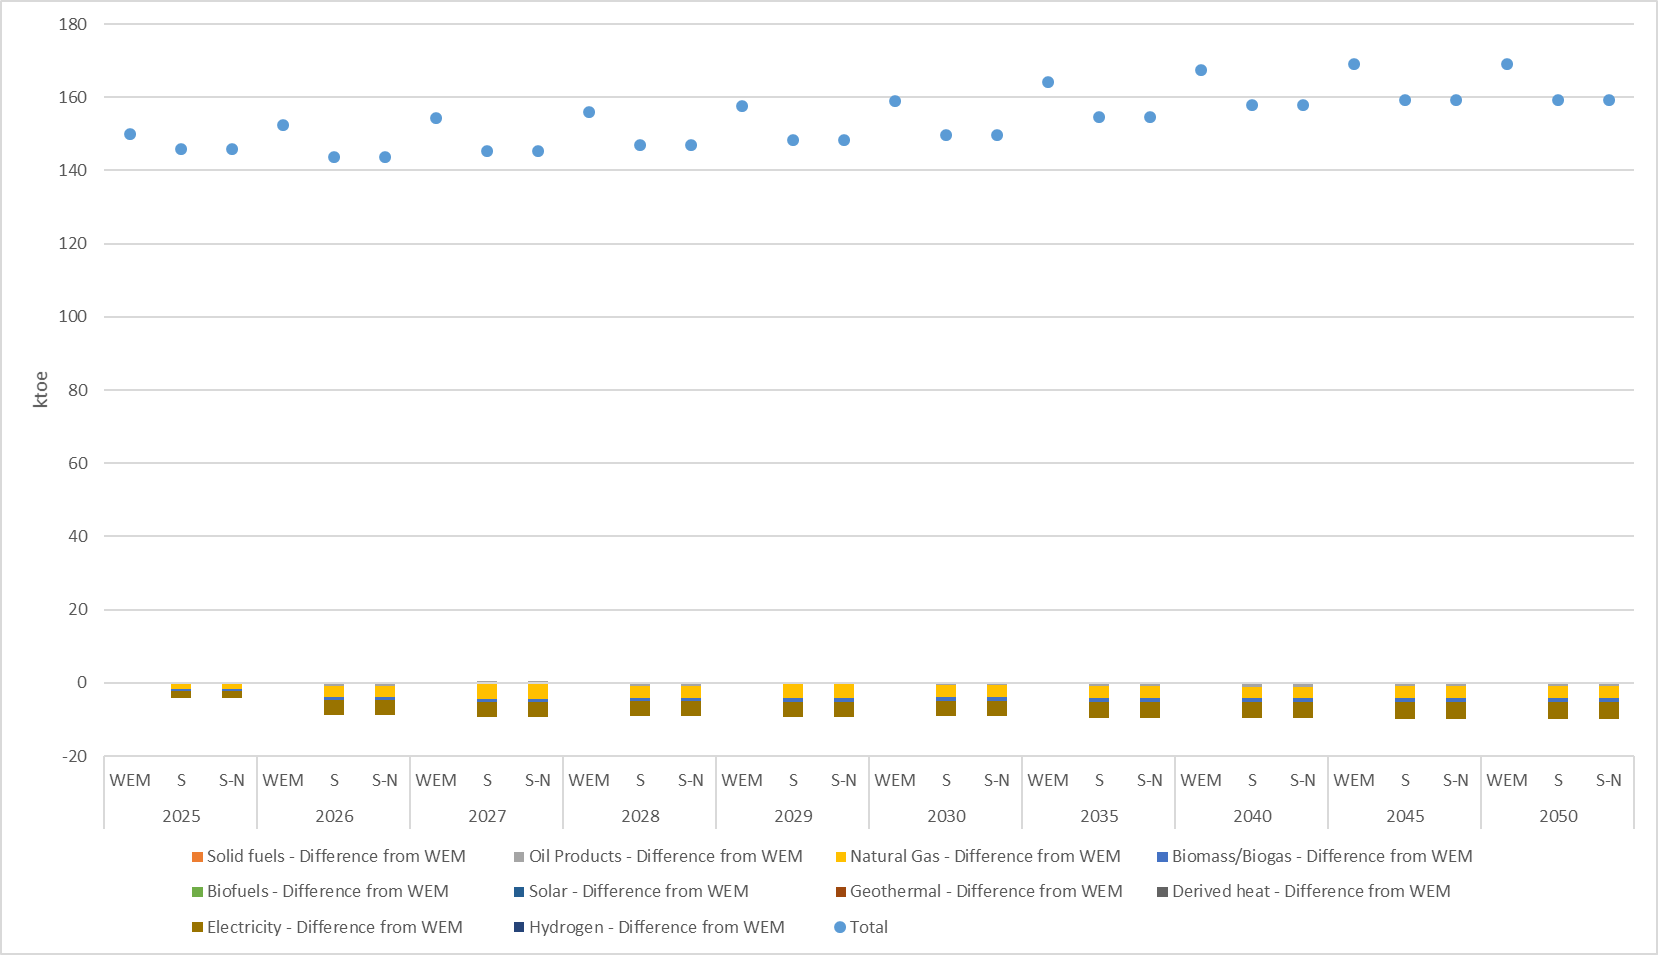 180
160
140
120
100
80
60
40
20
0
-20
ktoe
WEM S S-N WEM S S-N WEM S S-N WEM S S-N WEM S S-N WEM S S-N WEM S S-N WEM S S-N WEM S S-N WEM S S-N
2025 2026 2027 2028 2029 2030 2035 2040 2045 2050
Solid fuels - Difference from WEM Oil Products - Difference from WEM Natural Gas - Difference from WEM Biomass/Biogas - Difference from WEM
Biofuels - Difference from WEM Solar - Difference from WEM Geothermal - Difference from WEM Derived heat - Difference from WEM
Electricity - Difference from WEM Hydrogen - Difference from WEM Total